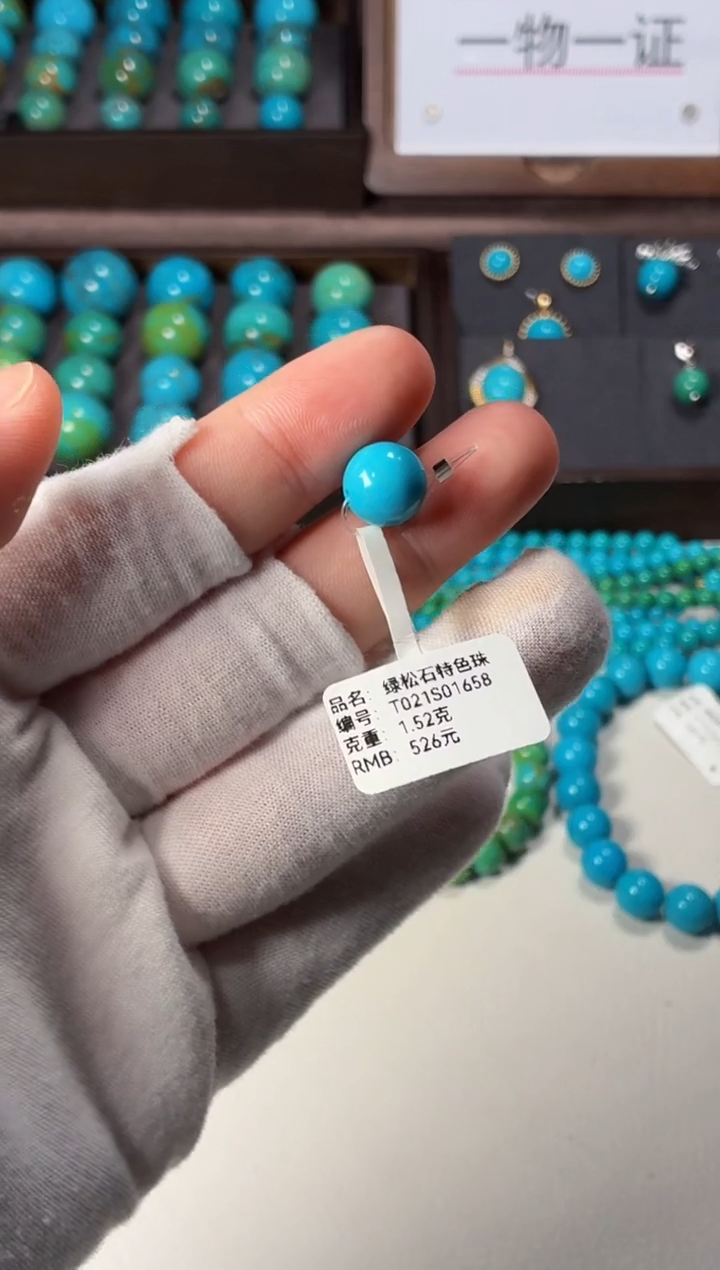 一物一证
品名: 绿松石特色珠
编号: T021S01658
克重: 1.52克
RMB: 526元